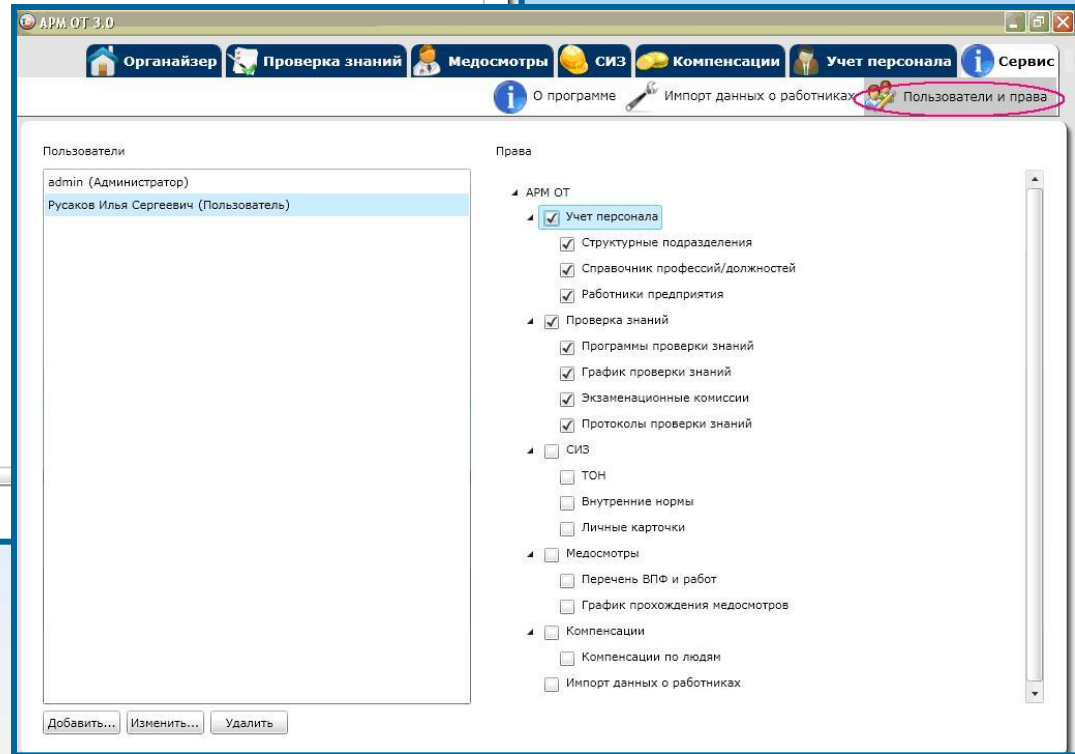 АРМ ОТ 3.0
Органайзер Проверка знаний Медосмотры СИЗ Компенсации Учет персонала Сервис
О программе Импорт данных о работниках Пользователи и права
Пользователи
admin (Администратор)
Русаков Илья Сергеевич (Пользователь)
Добавить... Изменить... Удалить
Права
АРМ ОТ
Учет персонала
Структурные подразделения
Справочник профессий/должностей
Работники предприятия
Проверка знаний
Программы проверки знаний
График проверки знаний
Экзаменационные комиссии
Протоколы проверки знаний
СИЗ
ТОН
Внутренние нормы
Личные карточки
Медосмотры
Перечень ВПФ и работ
График прохождения медосмотров
Компенсации
Компенсации по людям
Импорт данных о работниках